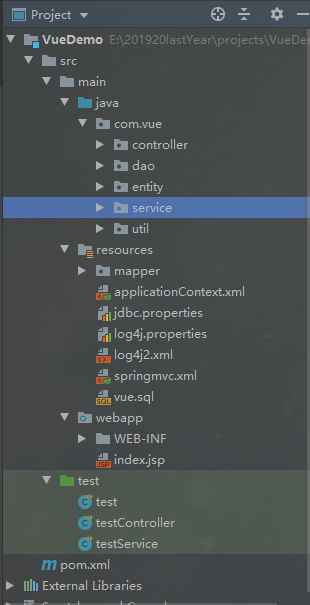 Project
VueDemo E:\201920lastYear\projects\VueDem
src
main
java
com.vue
controller
dao
entity
service
util
resources
mapper
applicationContext.xml
jdbc.properties
log4j.properties
log4j2.xml
springmvc.xml
vue.sql
webapp
WEB-INF
index.jsp
test
test
testController
testService
pom.xml
External Libraries